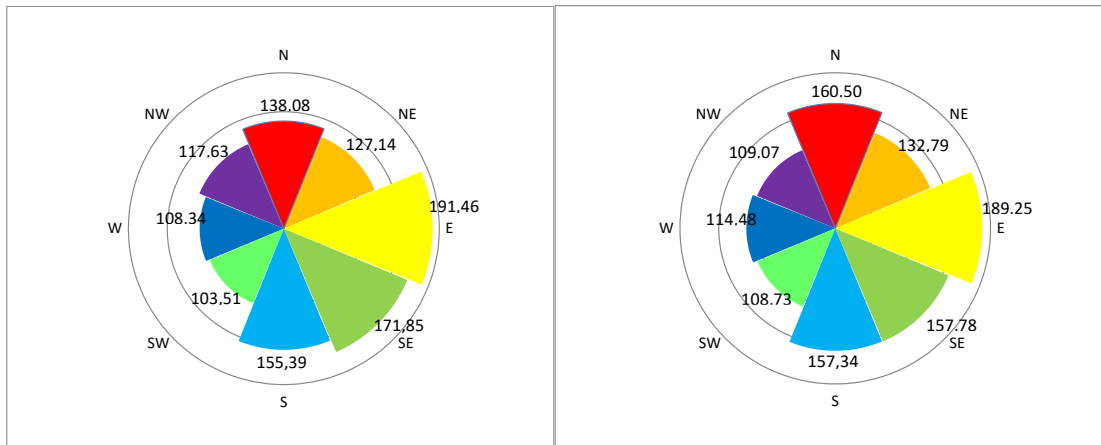 N
NW
138.08
NE
117,63
127,14
191,46
W
108.34
E
103,51
171,85
SW
155,39
SE
S
N
NW
160.50
NE
109.07
132,79
189.25
W
114.48
E
108.73
157.78
SW
157,34
SE
S